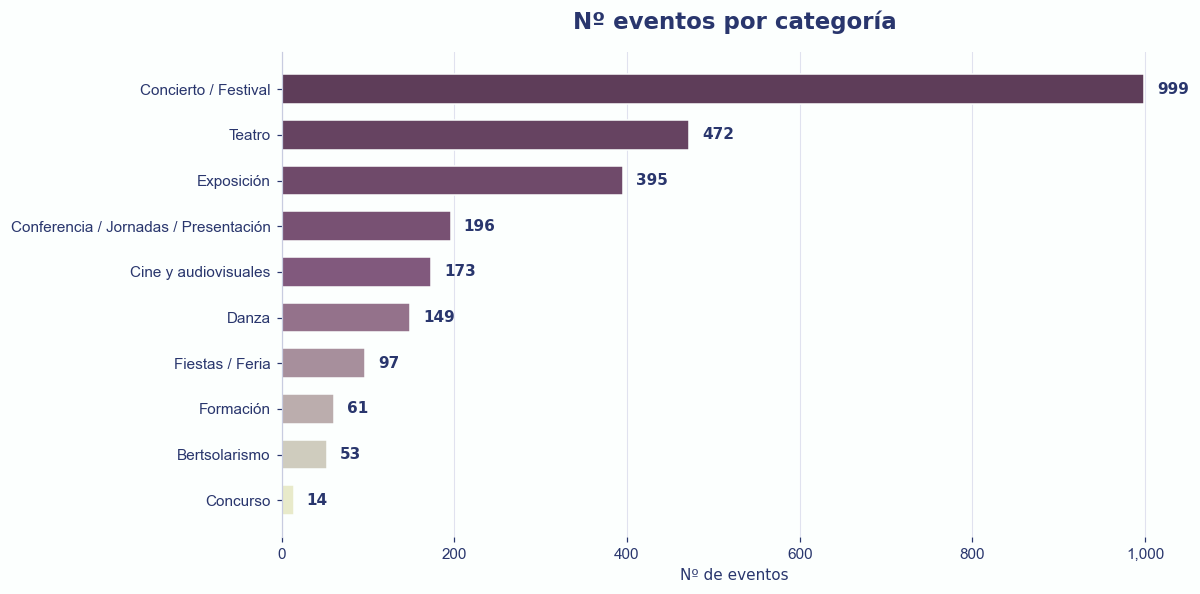 Nº eventos por categoría
Concierto / Festival 999
Teatro 472
Exposición 395
Conferencia / Jornadas / Presentación 196
Cine y audiovisuales 173
Danza 149
Fiestas / Feria 97
Formación 61
Bertsolarismo 53
Concurso 14
0 200 400 600 800 1,000
Nº de eventos